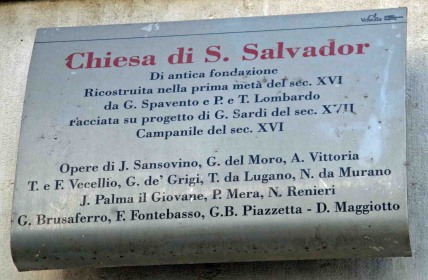 Venezia
Chiesa di S. Salvador
Di antica fondazione
Ricostruita nella prima metà del sec. XVI
da G. Spavento e P. e T. Lombardo
racciata su progetto di G. Sardi del sec. XVII
Campanile del sec. XVI
Opere di J. Sansovino, G. del Moro, A. Vittoria
T. e F. Vecellio, G. de' Grigi, T. da Lugano, N. da Murano
J. Palma il Giovane, P. Mera, N. Renieri
G. Brusaferro, F. Fontebasso, G.B. Piazzetta - D. Maggiotto